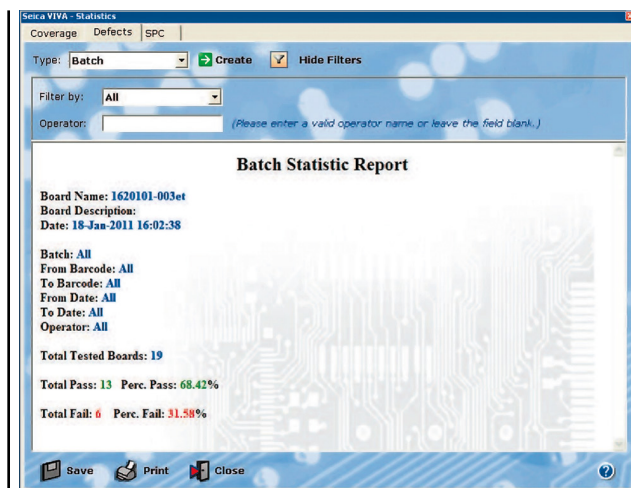 Seica VIVA - Statistics
Coverage Defects SPC
Type: Batch Create Hide Filters
Filter by: All
Operator: (Please enter a valid operator name or leave the field blank.)
Batch Statistic Report
Board Name: 1620101-003et
Board Description:
Date: 18-Jan-2011 16:02:38
Batch: All
From Barcode: All
To Barcode: All
From Date: All
To Date: All
Operator: All
Total Tested Boards: 19
Total Pass: 13 Perc. Pass: 68.42%
Total Fail: 6 Perc. Fail: 31.58%
Save Print Close ?